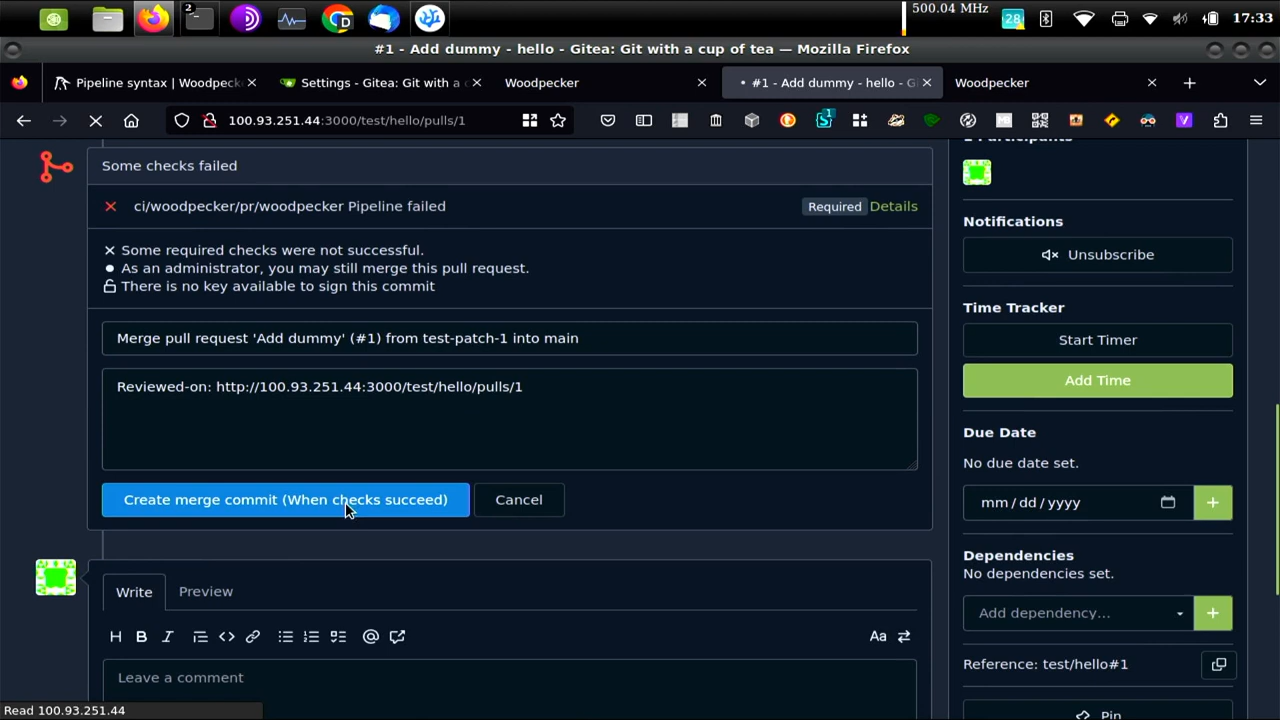 2
500.04 MHz
28
17:33
#1 - Add dummy - hello - Gitea: Git with a cup of tea — Mozilla Firefox
Pipeline syntax | Woodpeck
Settings - Gitea: Git with a c
Woodpecker
#1 - Add dummy - hello - G
Woodpecker
100.93.251.44:3000/test/hello/pulls/1
Some checks failed
ci/woodpecker/pr/woodpecker Pipeline failed
Required
Details
Some required checks were not successful.
As an administrator, you may still merge this pull request.
There is no key available to sign this commit
Merge pull request 'Add dummy' (#1) from test-patch-1 into main
Reviewed-on: http://100.93.251.44:3000/test/hello/pulls/1
Create merge commit (When checks succeed)
Cancel
Write
Preview
Leave a comment
Read 100.93.251.44
Notifications
Unsubscribe
Time Tracker
Start Timer
Add Time
Due Date
No due date set.
mm/dd/yyyy
Dependencies
No dependencies set.
Add dependency...
Reference: test/hello#1
Pin